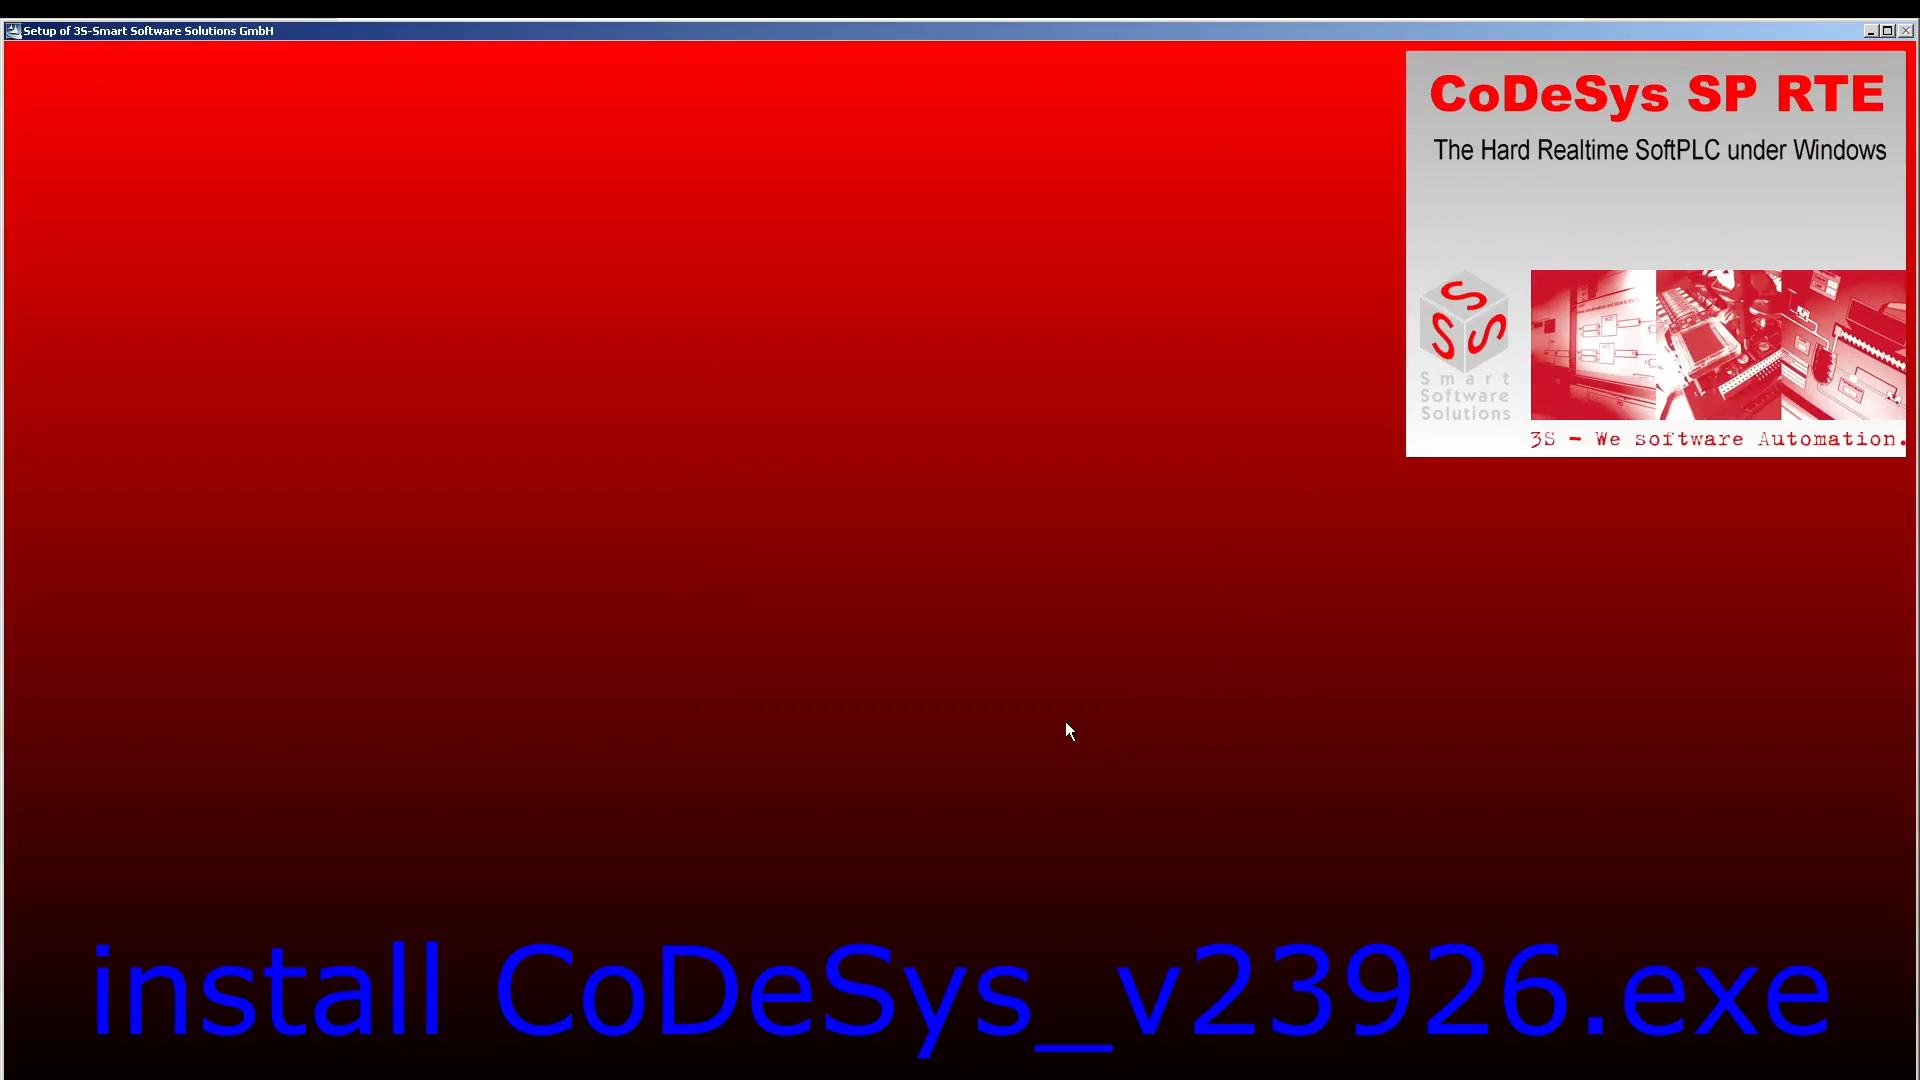 Setup of 3S-Smart Software Solutions GmbH
CoDeSys SP RTE
The Hard Realtime SoftPLC under Windows
S
S S
Smart
Software
Solutions
3S - We software Automation.
install CoDeSys_v23926.exe